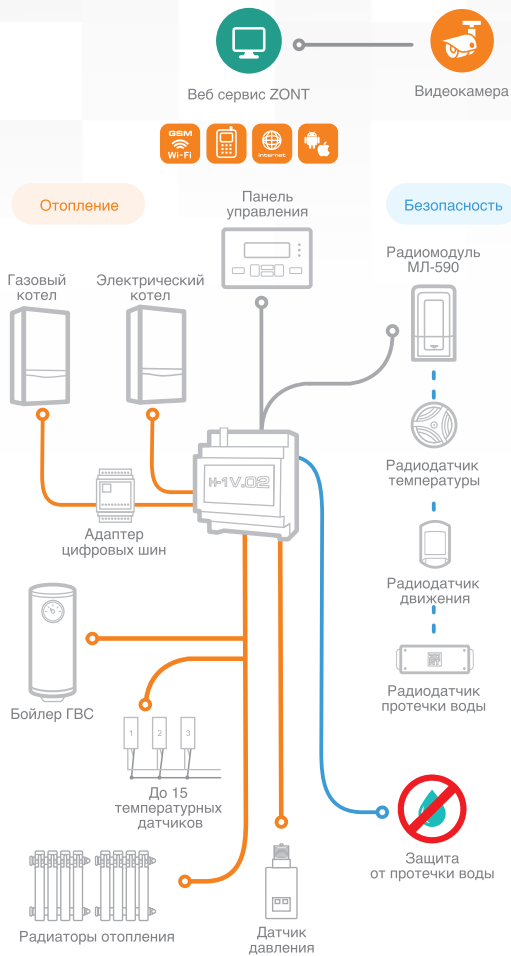 Веб сервис ZONT
Видеокамера
GSM
Wi-Fi
internet
Отопление
Панель
управления
Безопасность
Газовый
котел
Электрический
котел
Радиомодуль
МЛ-590
H-1V.02
Радиодатчик
температуры
Адаптер
цифровых шин
Радиодатчик
движения
Бойлер ГВС
Радиодатчик
протечки воды
1 2 3
До 15
температурных
датчиков
Защита
от протечки воды
Радиаторы отопления
Датчик
давления